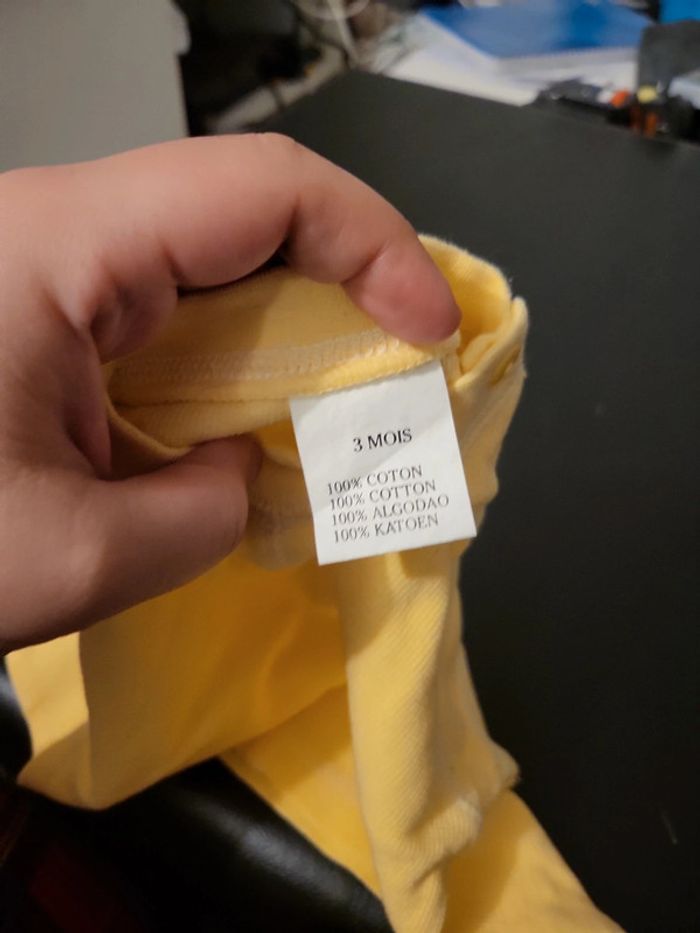 3 MOIS
100% COTON
100% COTTON
100% ALGODAO
100% KATOEN